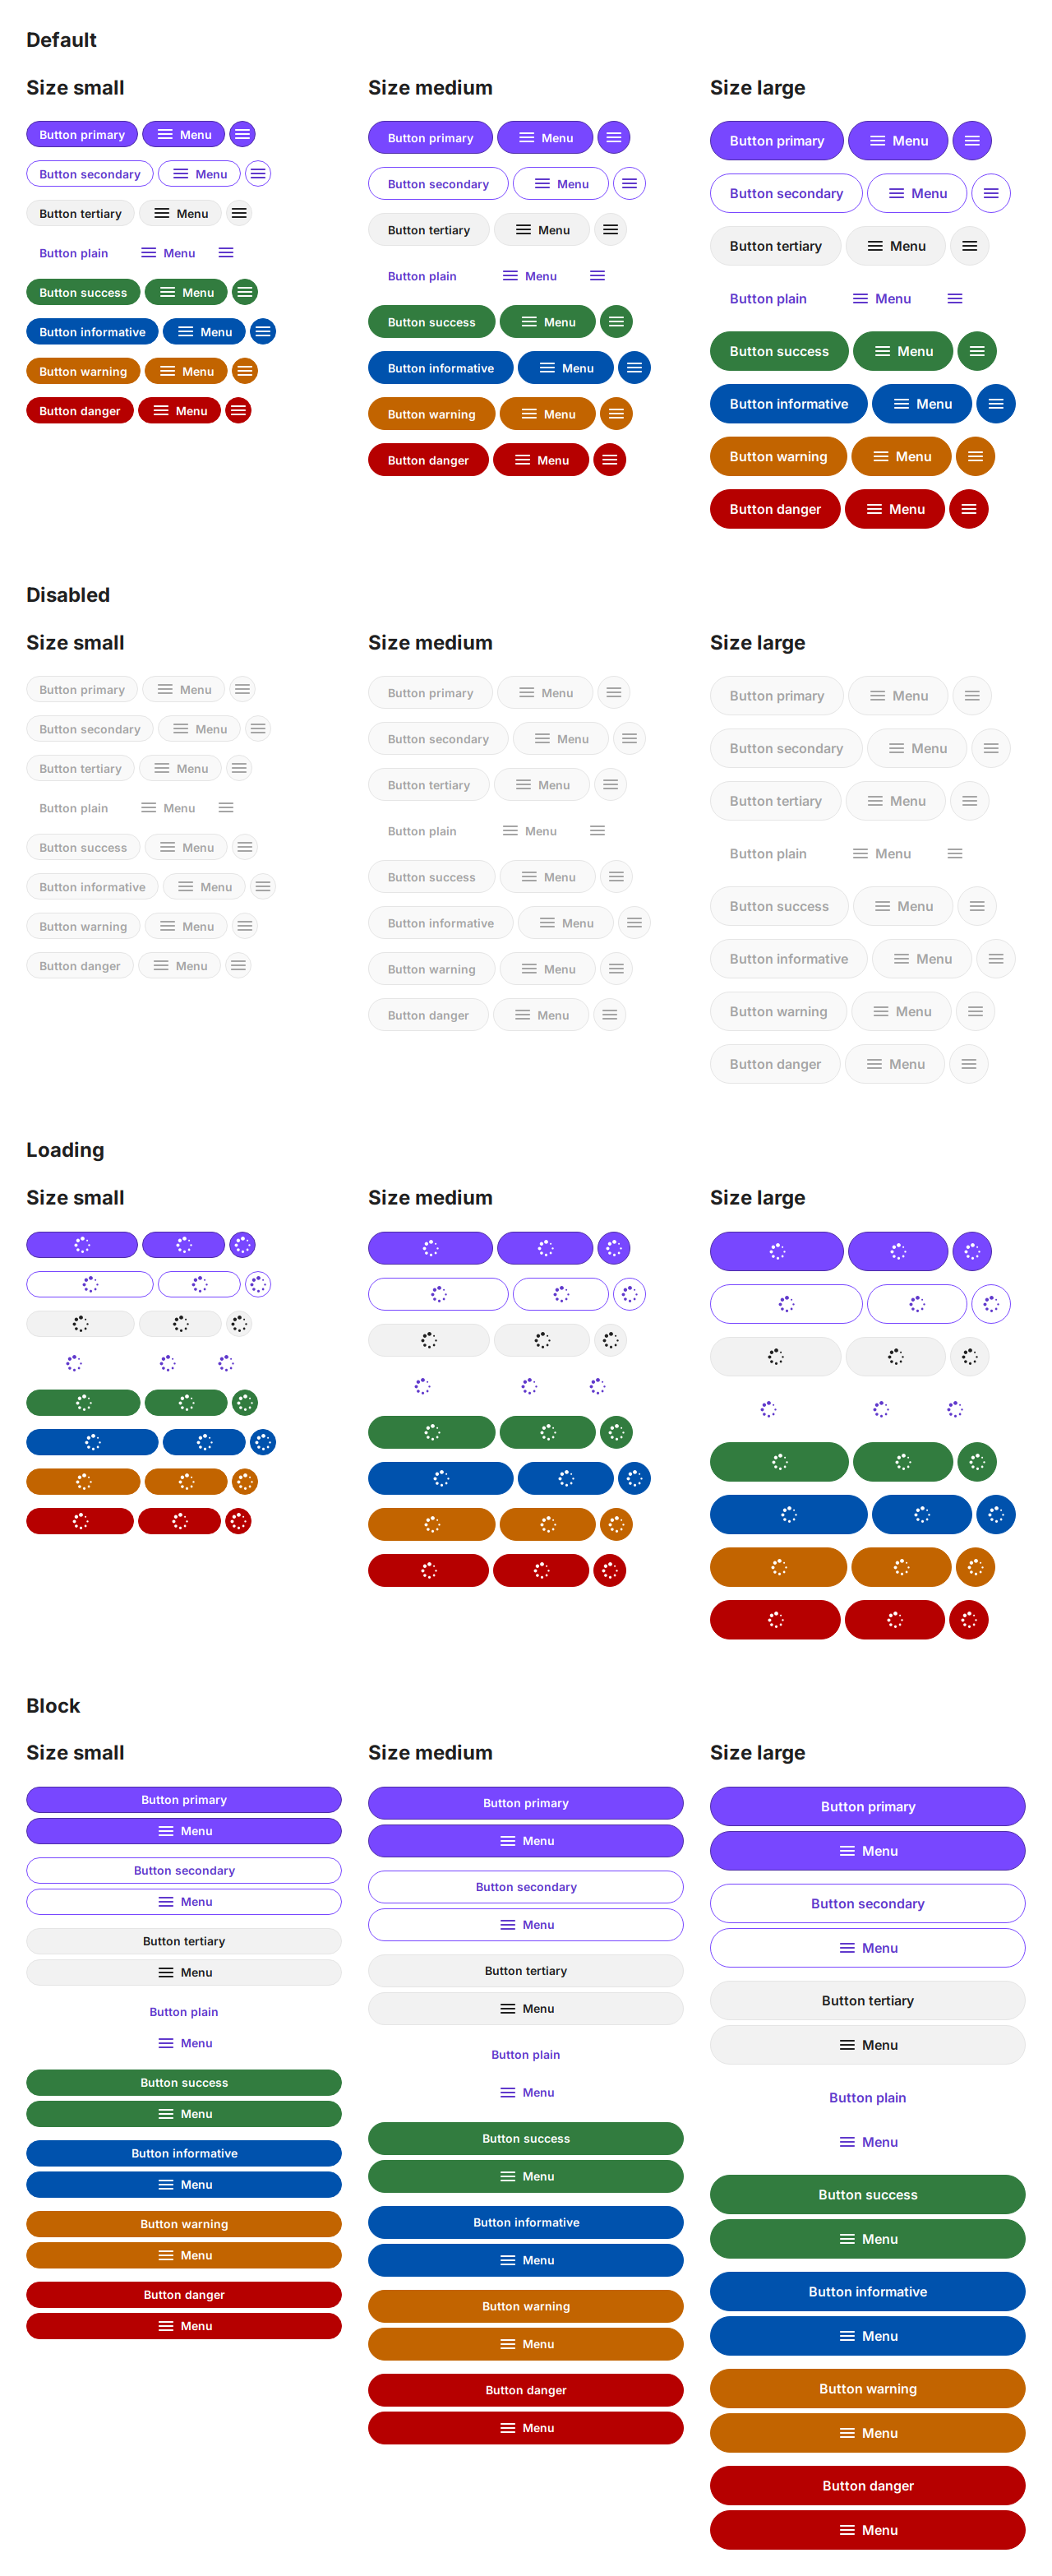 Default
Size small
Button primary Menu
Button secondary Menu
Button tertiary Menu
Button plain Menu
Button success Menu
Button informative Menu
Button warning Menu
Button danger Menu
Size medium
Button primary Menu
Button secondary Menu
Button tertiary Menu
Button plain Menu
Button success Menu
Button informative Menu
Button warning Menu
Button danger Menu
Size large
Button primary Menu
Button secondary Menu
Button tertiary Menu
Button plain Menu
Button success Menu
Button informative Menu
Button warning Menu
Button danger Menu
Disabled
Size small
Button primary Menu
Button secondary Menu
Button tertiary Menu
Button plain Menu
Button success Menu
Button informative Menu
Button warning Menu
Button danger Menu
Size medium
Button primary Menu
Button secondary Menu
Button tertiary Menu
Button plain Menu
Button success Menu
Button informative Menu
Button warning Menu
Button danger Menu
Size large
Button primary Menu
Button secondary Menu
Button tertiary Menu
Button plain Menu
Button success Menu
Button informative Menu
Button warning Menu
Button danger Menu
Loading
Size small
Size medium
Size large
Block
Size small
Button primary
Menu
Button secondary
Menu
Button tertiary
Menu
Button plain
Menu
Button success
Menu
Button informative
Menu
Button warning
Menu
Button danger
Menu
Size medium
Button primary
Menu
Button secondary
Menu
Button tertiary
Menu
Button plain
Menu
Button success
Menu
Button informative
Menu
Button warning
Menu
Button danger
Menu
Size large
Button primary
Menu
Button secondary
Menu
Button tertiary
Menu
Button plain
Menu
Button success
Menu
Button informative
Menu
Button warning
Menu
Button danger
Menu